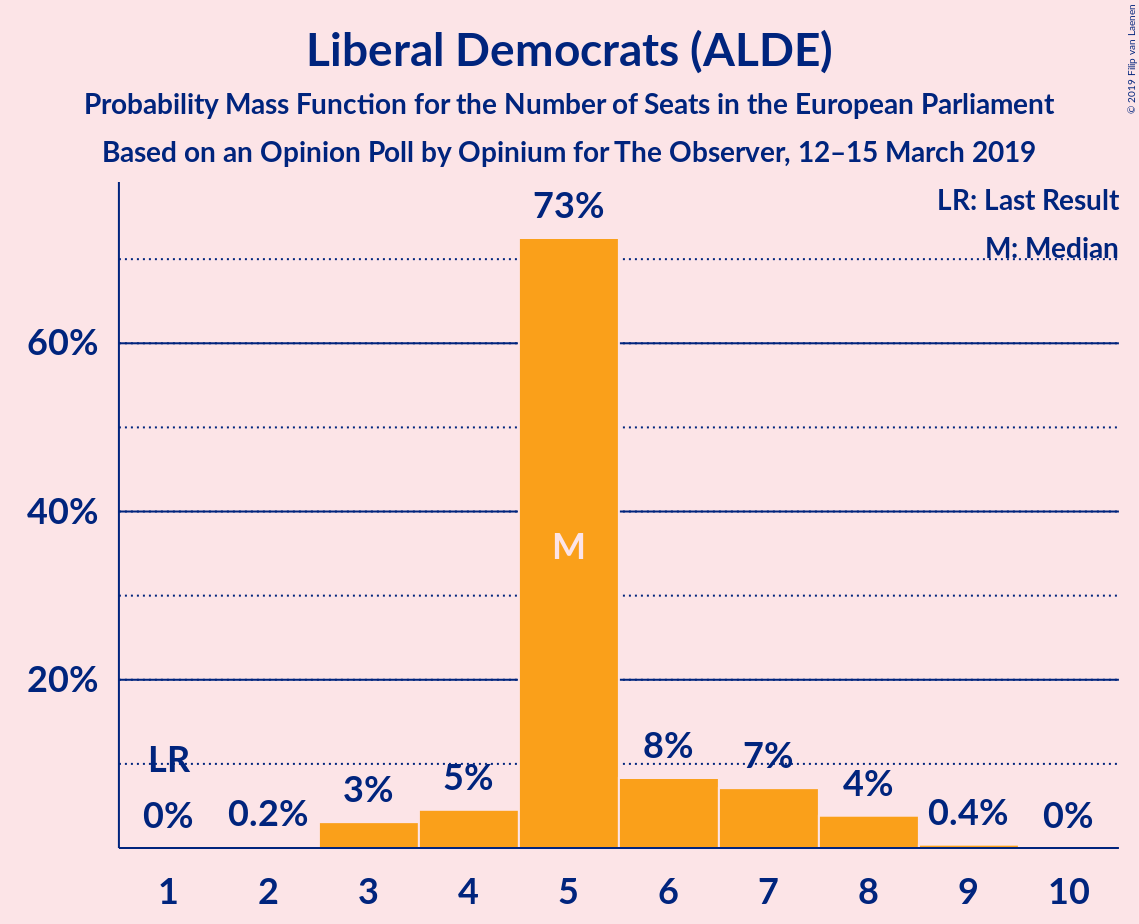 Liberal Democrats (ALDE)
Probability Mass Function for the Number of Seats in the European Parliament
Based on an Opinion Poll by Opinium for The Observer, 12–15 March 2019
© 2019 Filip van Laenen
LR: Last Result
M: Median
73%
60%
40%
M
20%
LR
0%
0.2%
3%
5%
8%
7%
4%
0.4%
0%
1 2 3 4 5 6 7 8 9 10